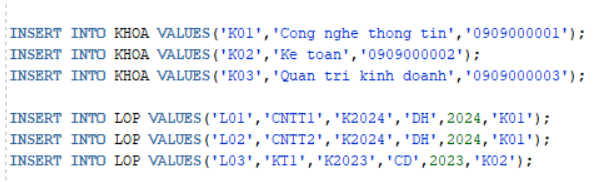 INSERT INTO KHOA VALUES('K01','Cong nghe thong tin','0909000001');
INSERT INTO KHOA VALUES('K02','Ke toan','0909000002');
INSERT INTO KHOA VALUES('K03','Quan tri kinh doanh','0909000003');
INSERT INTO LOP VALUES('L01','CNTT1','K2024','DH',2024,'K01');
INSERT INTO LOP VALUES('L02','CNTT2','K2024','DH',2024,'K01');
INSERT INTO LOP VALUES('L03','KT1','K2023','CD',2023,'K02');